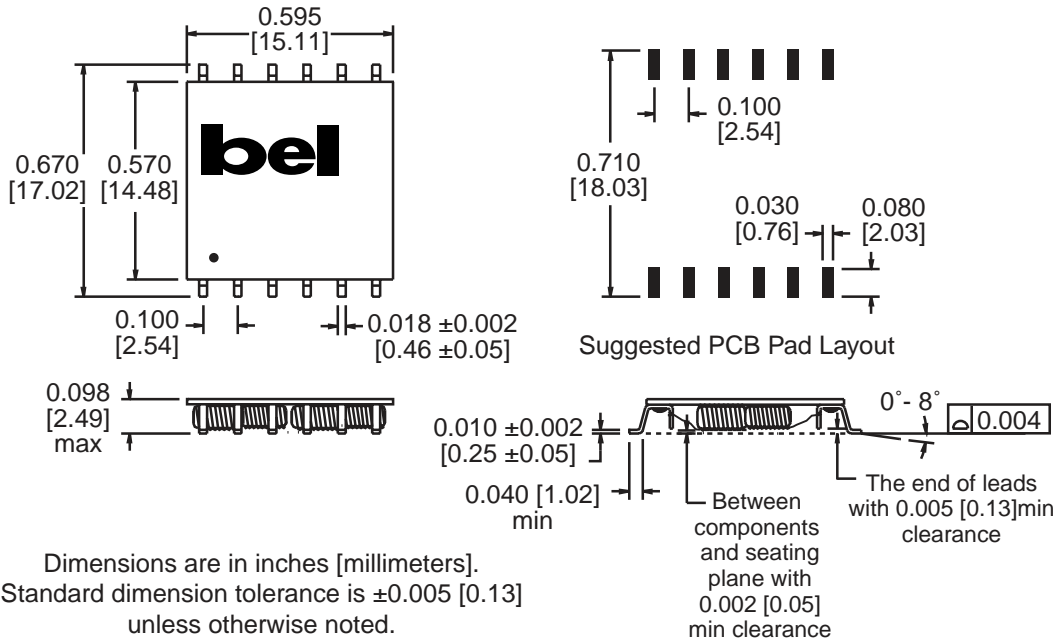 0.595
[15.11]
0.670
[17.02]
0.570
[14.48]
bel
0.100
[2.54]
0.018 ±0.002
[0.46 ±0.05]
0.710
[18.03]
0.100
[2.54]
0.030
[0.76]
0.080
[2.03]
Suggested PCB Pad Layout
0.098
[2.49]
max
0.010 ±0.002
[0.25 ±0.05]
0.040 [1.02]
min
0°- 8°
0.004
Between
components
and seating
plane with
0.002 [0.05]
min clearance
The end of leads
with 0.005 [0.13]min
clearance
Dimensions are in inches [millimeters].
Standard dimension tolerance is ±0.005 [0.13]
unless otherwise noted.